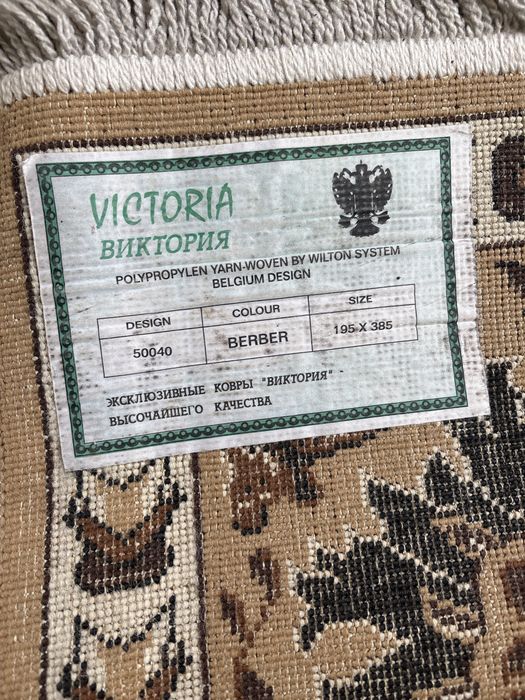 VICTORIA
ВИКТОРИЯ
POLYPROPYLEN YARN-WOVEN BY WILTON SYSTEM
BELGIUM DESIGN
DESIGN COLOUR SIZE
50040 BERBER 195 X 385
ЭКСКЛЮЗИВНЫЕ КОВРЫ "ВИКТОРИЯ" -
ВЫСОЧАЙШЕГО КАЧЕСТВА